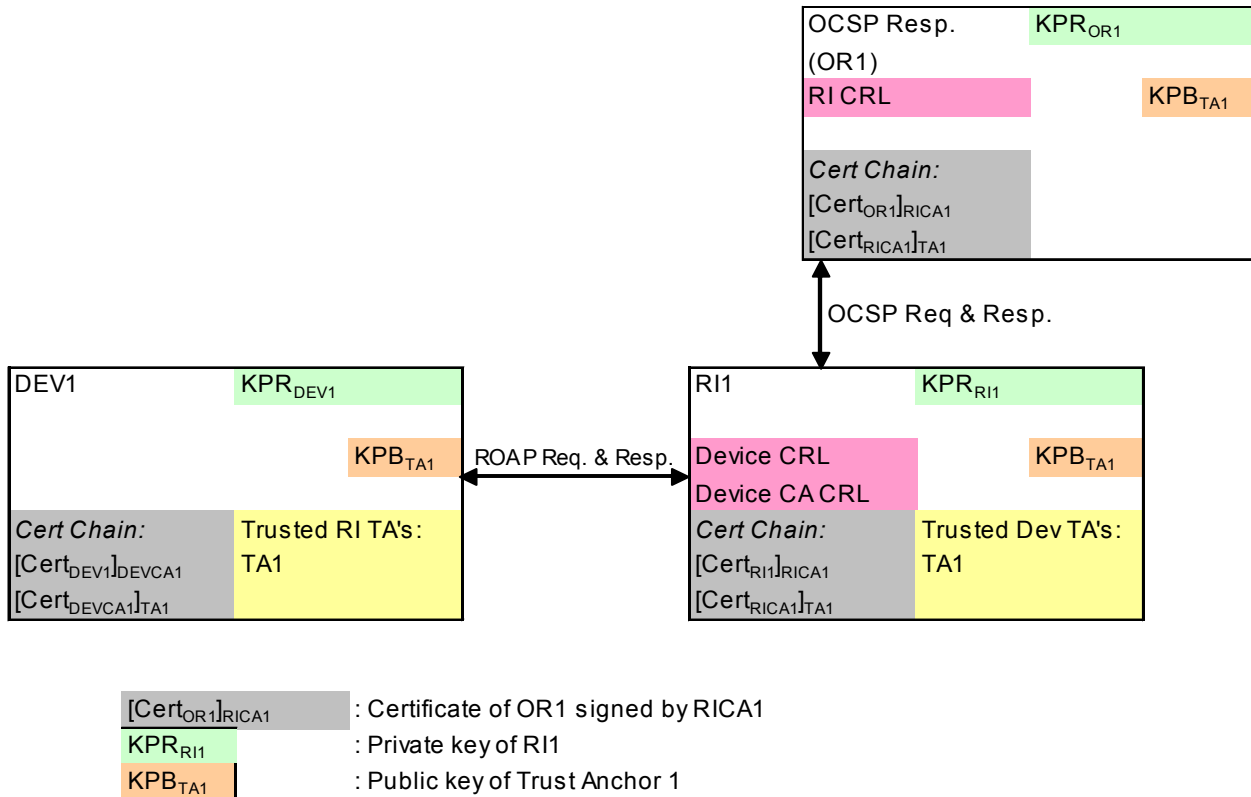 OCSP Resp. KPR_OR1
(OR1)
RI CRL KPB_TA1
Cert Chain:
[Cert_OR1]_RICA1
[Cert_RICA1]_TA1
OCSP Req & Resp.
DEV1 KPR_DEV1
KPB_TA1
Cert Chain: Trusted RI TA's:
[Cert_DEV1]_DEVCA1 TA1
[Cert_DEVCA1]_TA1
ROAP Req. & Resp.
RI1 KPR_RI1
Device CRL KPB_TA1
Device CA CRL
Cert Chain: Trusted Dev TA's:
[Cert_RI1]_RICA1 TA1
[Cert_RICA1]_TA1
[Cert_OR1]_RICA1 : Certificate of OR1 signed by RICA1
KPR_RI1 : Private key of RI1
KPB_TA1 : Public key of Trust Anchor 1